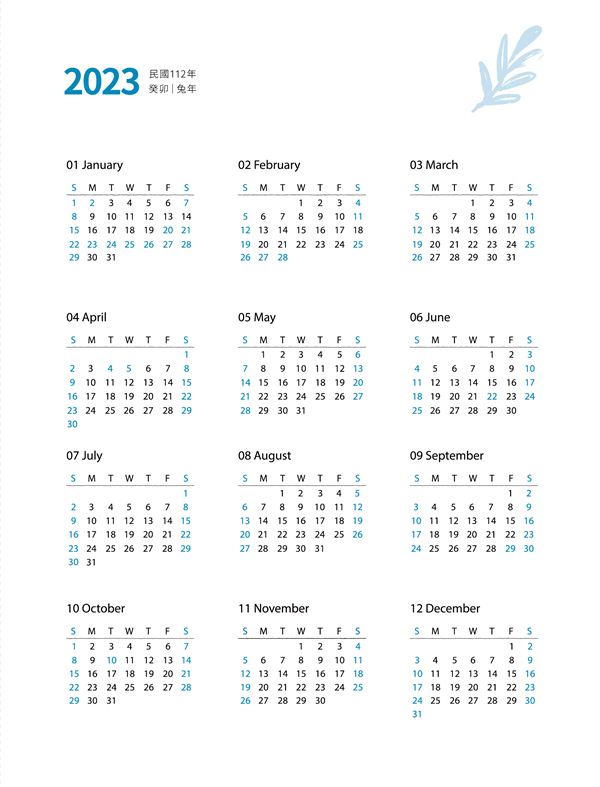 2023 民國112年
癸卯|兔年
01 January
S M T W T F S
1 2 3 4 5 6 7
8 9 10 11 12 13 14
15 16 17 18 19 20 21
22 23 24 25 26 27 28
29 30 31
02 February
S M T W T F S
1 2 3 4
5 6 7 8 9 10 11
12 13 14 15 16 17 18
19 20 21 22 23 24 25
26 27 28
03 March
S M T W T F S
1 2 3 4
5 6 7 8 9 10 11
12 13 14 15 16 17 18
19 20 21 22 23 24 25
26 27 28 29 30 31
04 April
S M T W T F S
1
2 3 4 5 6 7 8
9 10 11 12 13 14 15
16 17 18 19 20 21 22
23 24 25 26 27 28 29
30
05 May
S M T W T F S
1 2 3 4 5 6
7 8 9 10 11 12 13
14 15 16 17 18 19 20
21 22 23 24 25 26 27
28 29 30 31
06 June
S M T W T F S
1 2 3
4 5 6 7 8 9 10
11 12 13 14 15 16 17
18 19 20 21 22 23 24
25 26 27 28 29 30
07 July
S M T W T F S
1
2 3 4 5 6 7 8
9 10 11 12 13 14 15
16 17 18 19 20 21 22
23 24 25 26 27 28 29
30 31
08 August
S M T W T F S
1 2 3 4 5
6 7 8 9 10 11 12
13 14 15 16 17 18 19
20 21 22 23 24 25 26
27 28 29 30 31
09 September
S M T W T F S
1 2
3 4 5 6 7 8 9
10 11 12 13 14 15 16
17 18 19 20 21 22 23
24 25 26 27 28 29 30
10 October
S M T W T F S
1 2 3 4 5 6 7
8 9 10 11 12 13 14
15 16 17 18 19 20 21
22 23 24 25 26 27 28
29 30 31
11 November
S M T W T F S
1 2 3 4
5 6 7 8 9 10 11
12 13 14 15 16 17 18
19 20 21 22 23 24 25
26 27 28 29 30
12 December
S M T W T F S
1 2
3 4 5 6 7 8 9
10 11 12 13 14 15 16
17 18 19 20 21 22 23
24 25 26 27 28 29 30
31